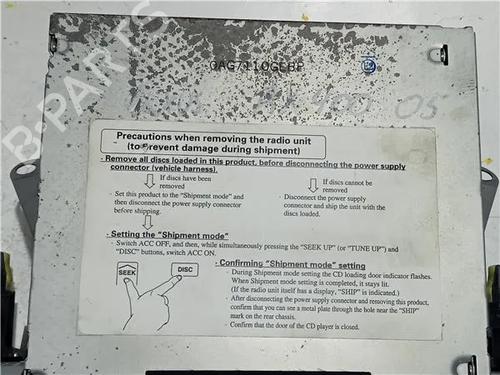 B-PARTS
Precautions when removing the radio unit
(to prevent damage during shipment)
- Remove all discs loaded in this product, before disconnecting the power supply
connector (vehicle harness).
If discs have been
removed
If discs cannot be
removed
- Set this product to the "Shipment mode" and
then disconnect the power supply connector
before shipping.
- Disconnect the power supply
connector and ship the unit with the
discs loaded.
- Setting the "Shipment mode"
- Switch ACC OFF, and then, while simultaneously pressing the "SEEK UP" (or "TUNE UP") and
"DISC" buttons, switch ACC ON.
SEEK
DISC
- Confirming "Shipment mode" setting
- During Shipment mode setting the CD loading door indicator flashes.
When Shipment mode setting is completed, it stays lit.
(If the radio unit itself has a display, "SHIP" is indicated.)
- After disconnecting the power supply connector and removing this product,
confirm that you can see a metal plate through the hole near the "SHIP"
mark on the rear chassis.
- Confirm that the door of the CD player is closed.